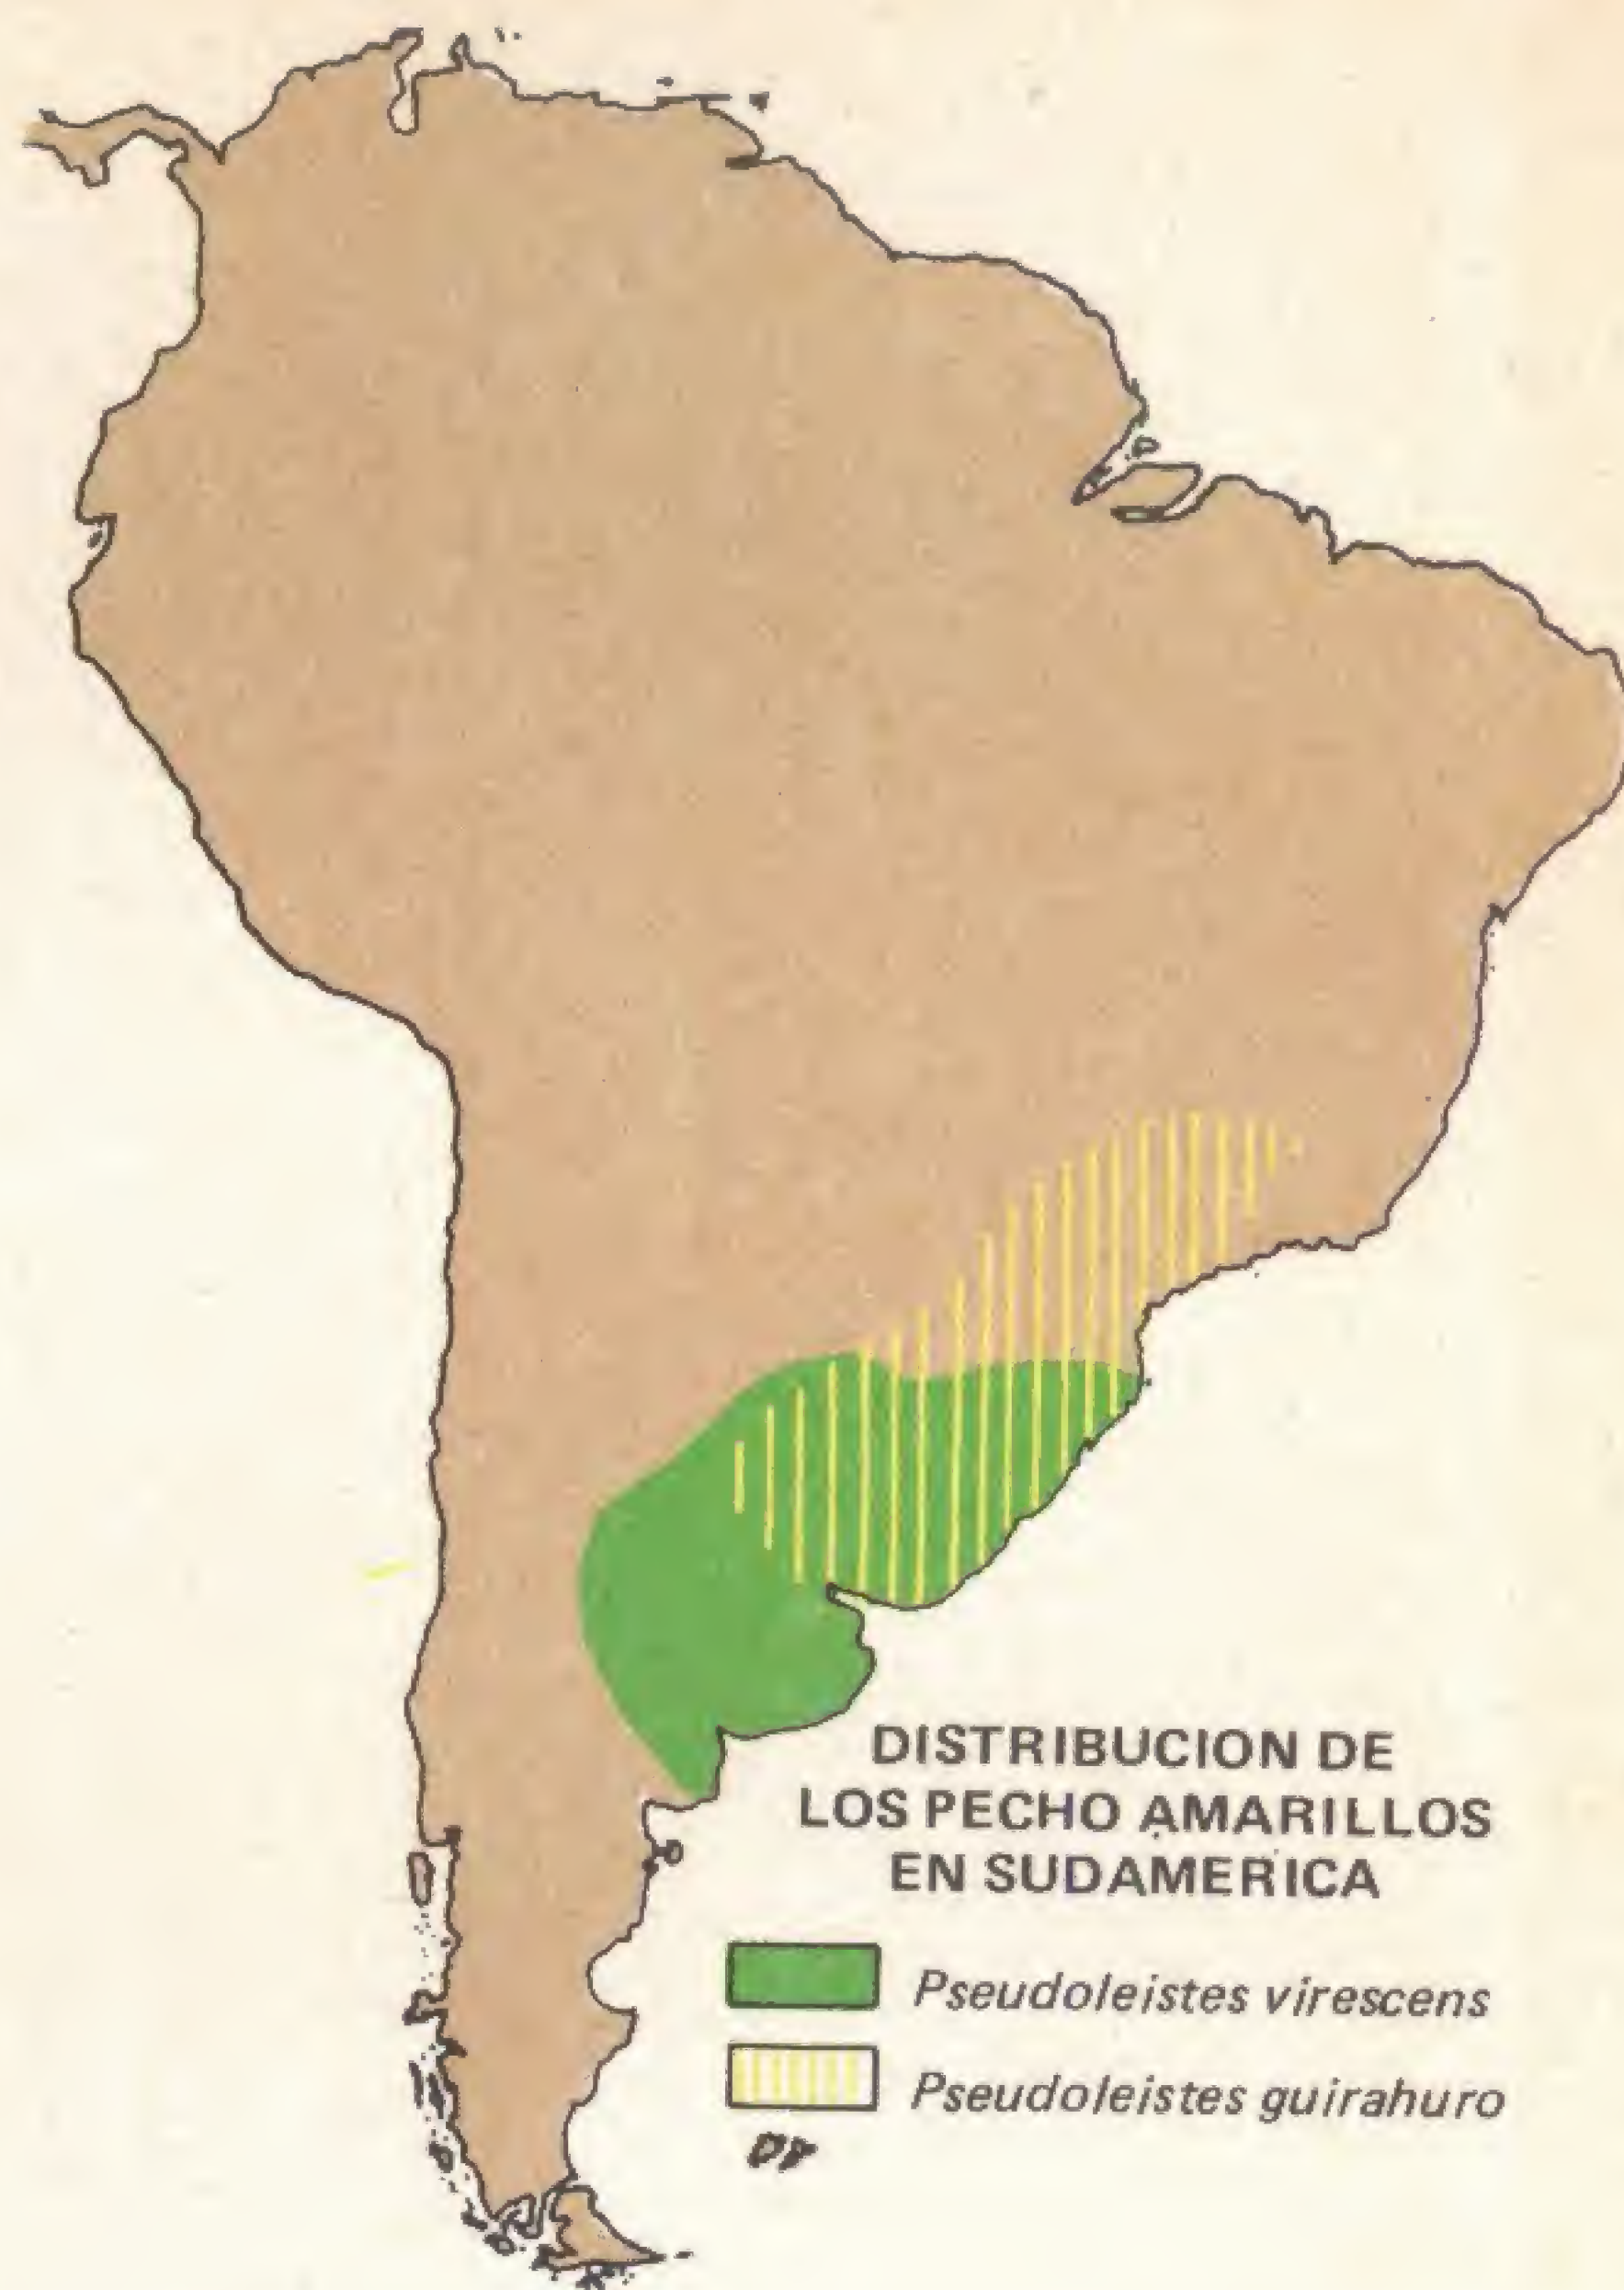 DISTRIBUCION DE
LOS PECHO AMARILLOS
EN SUDAMERICA
Pseudoleistes virescens
Pseudoleistes guirahuro